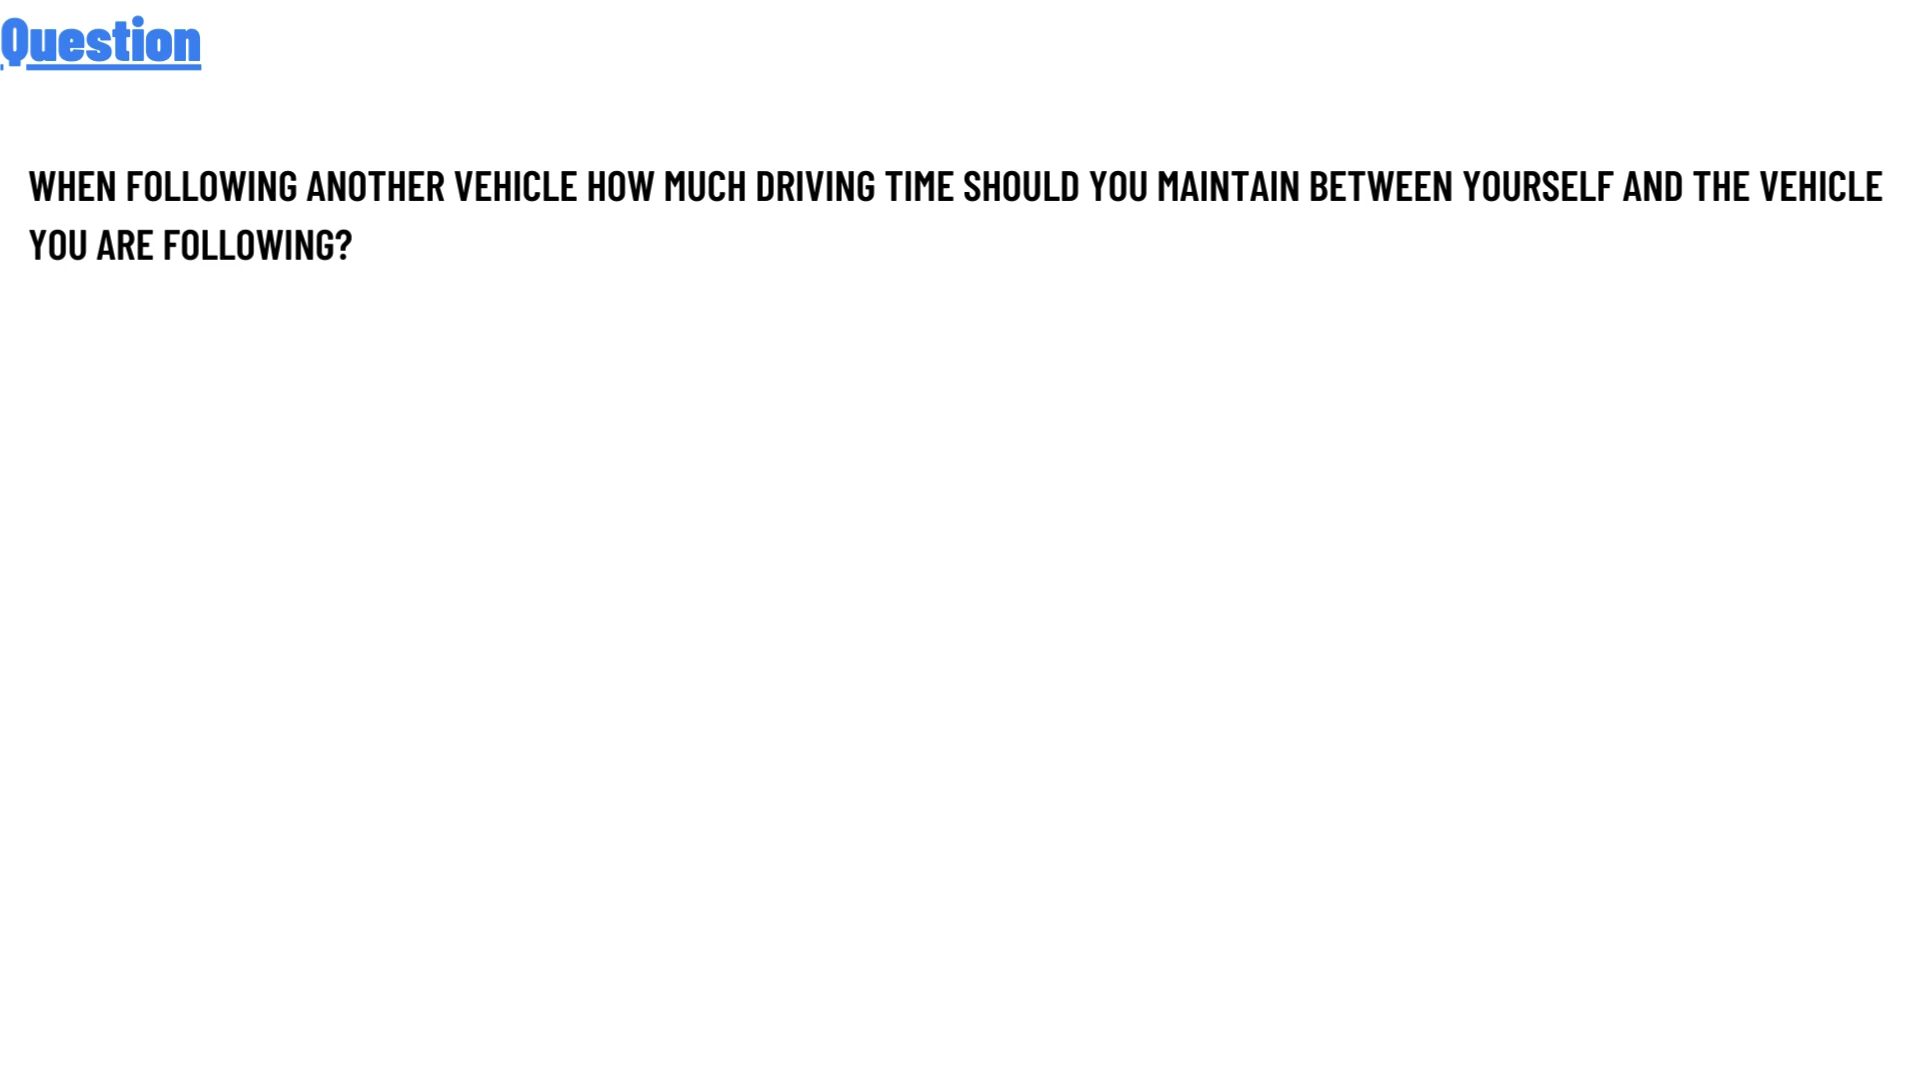 Question
WHEN FOLLOWING ANOTHER VEHICLE HOW MUCH DRIVING TIME SHOULD YOU MAINTAIN BETWEEN YOURSELF AND THE VEHICLE
YOU ARE FOLLOWING?